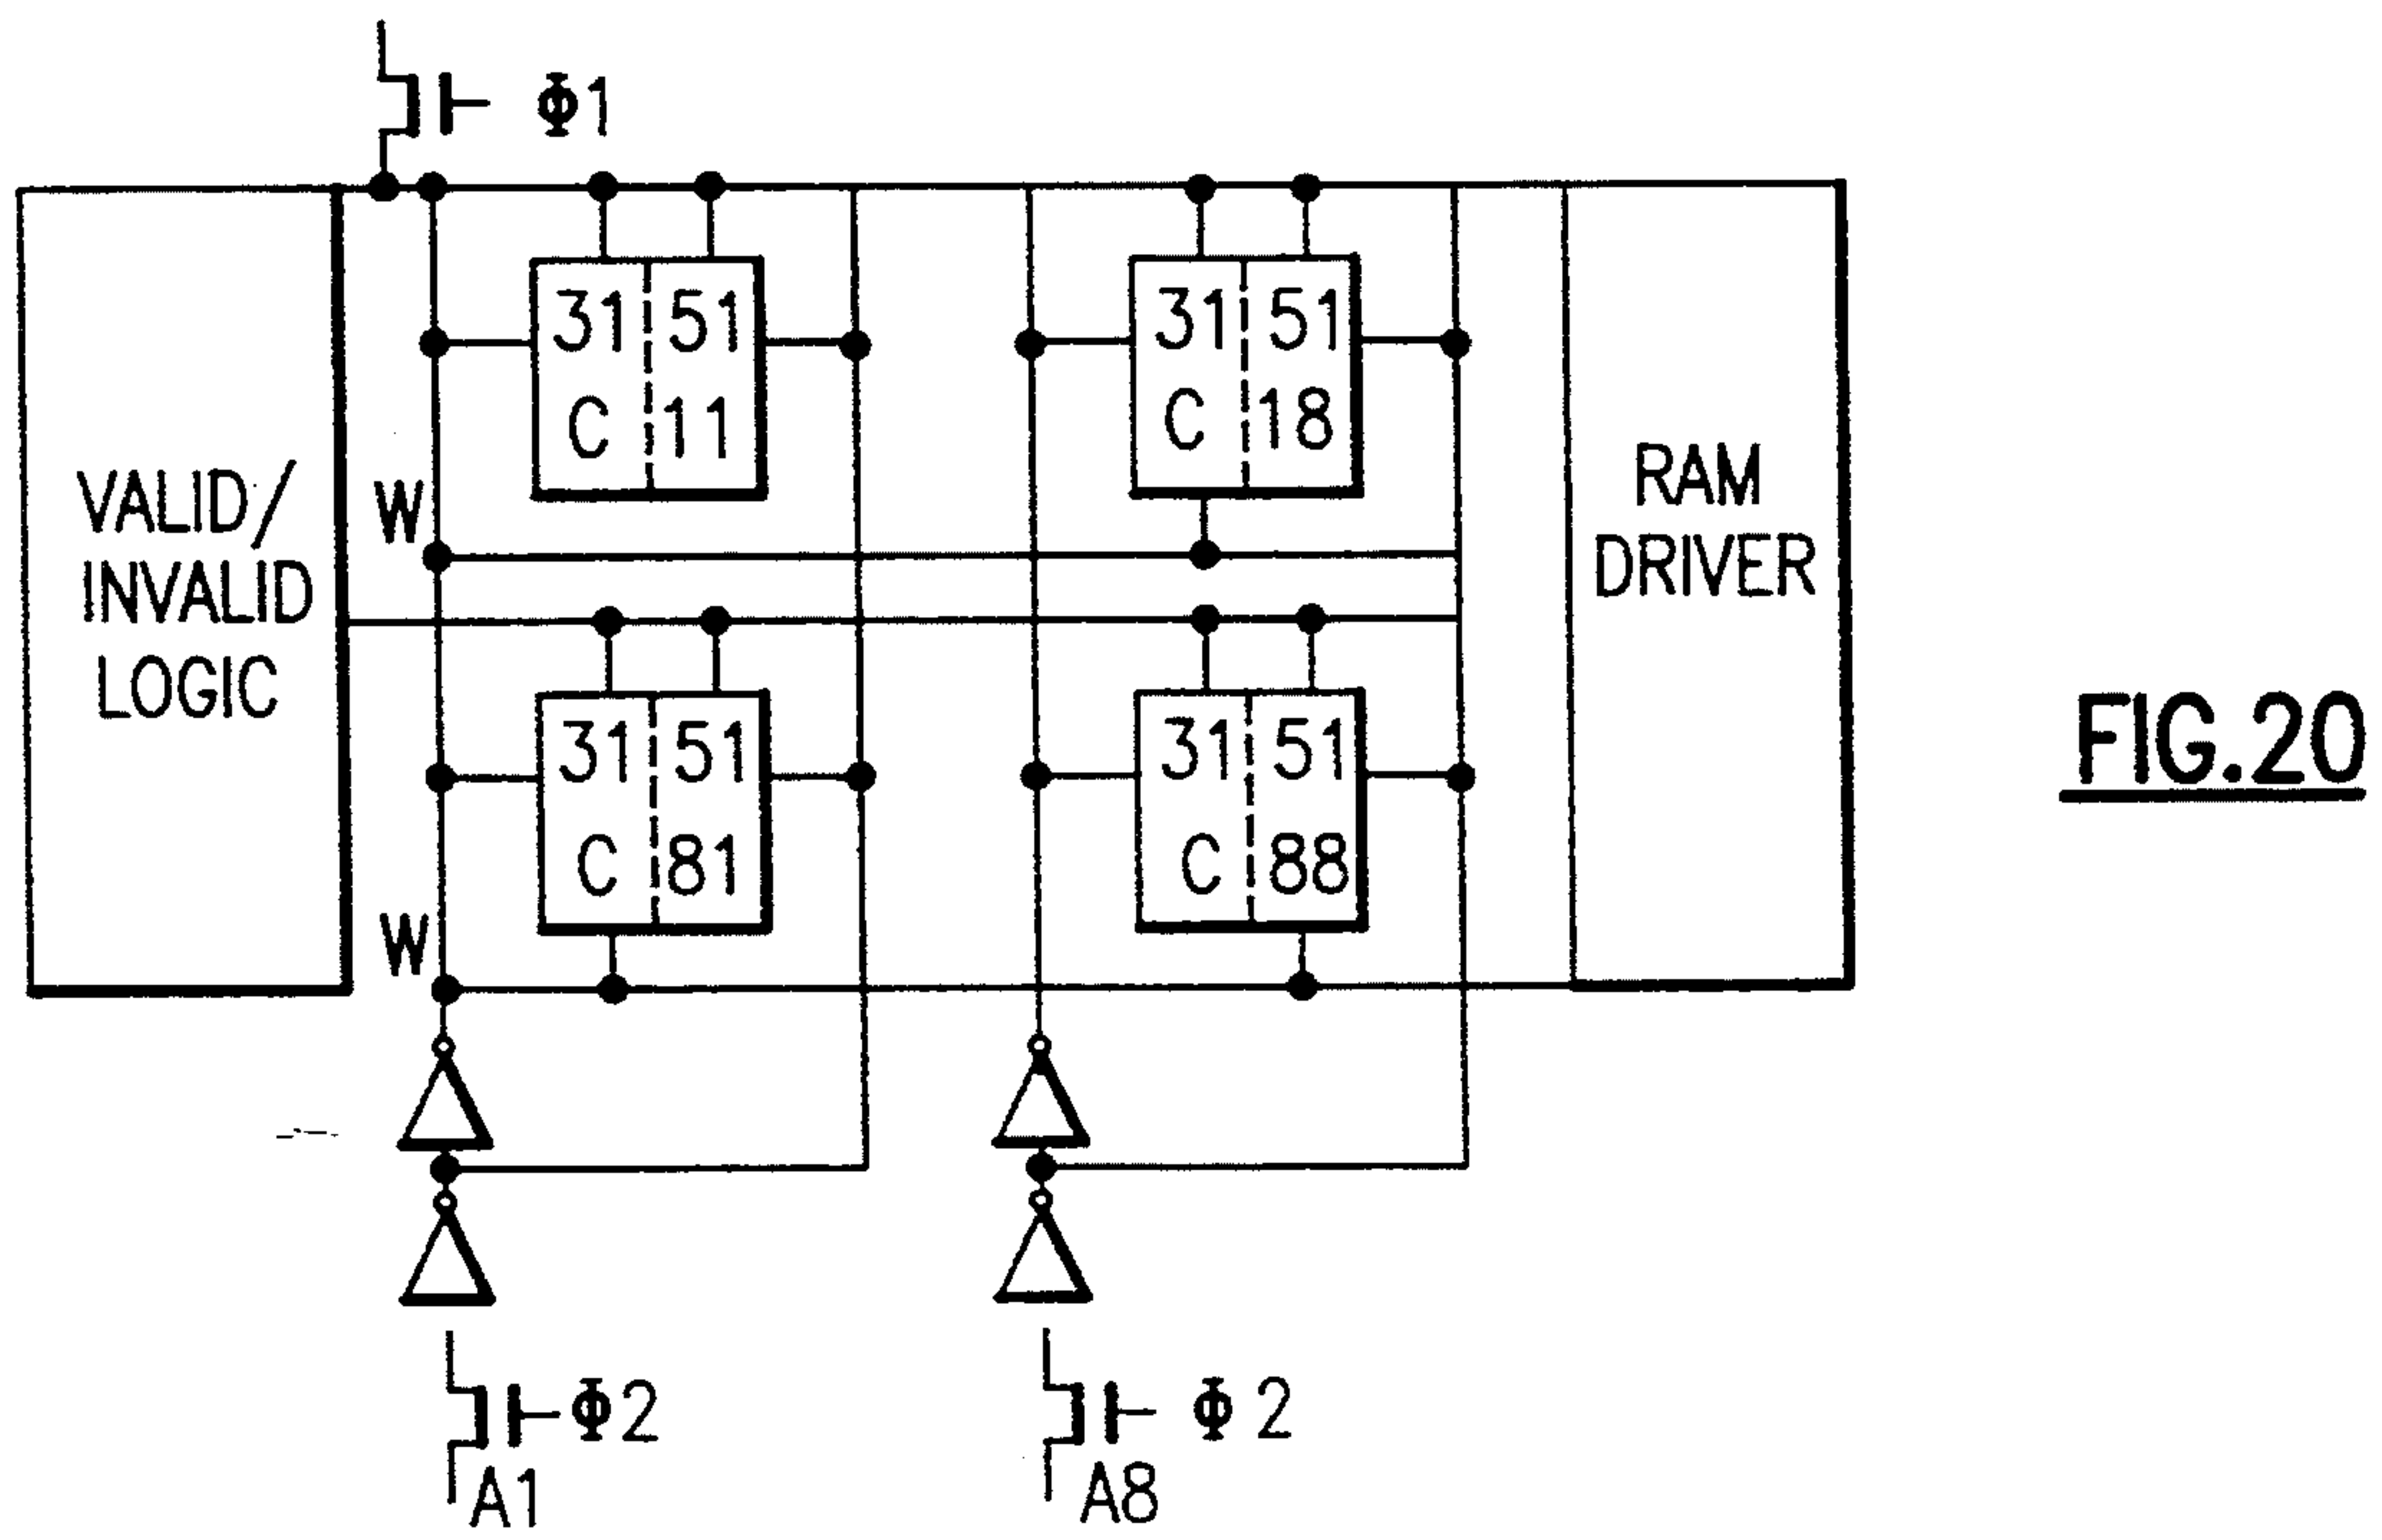 Φ1
31 51
C 11
31 51
C 18
VALID/
INVALID
LOGIC
W
RAM
DRIVER
31 51
C 81
31 51
C 88
W
FIG.20
Φ2
A1
Φ2
A8